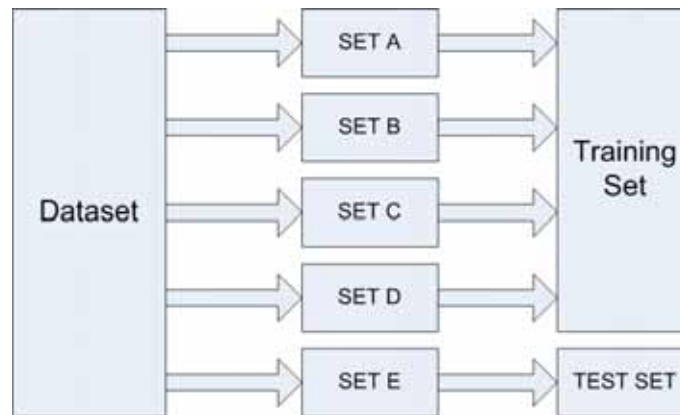 Dataset
SET A
SET B
SET C
SET D
SET E
Training
Set
TEST SET